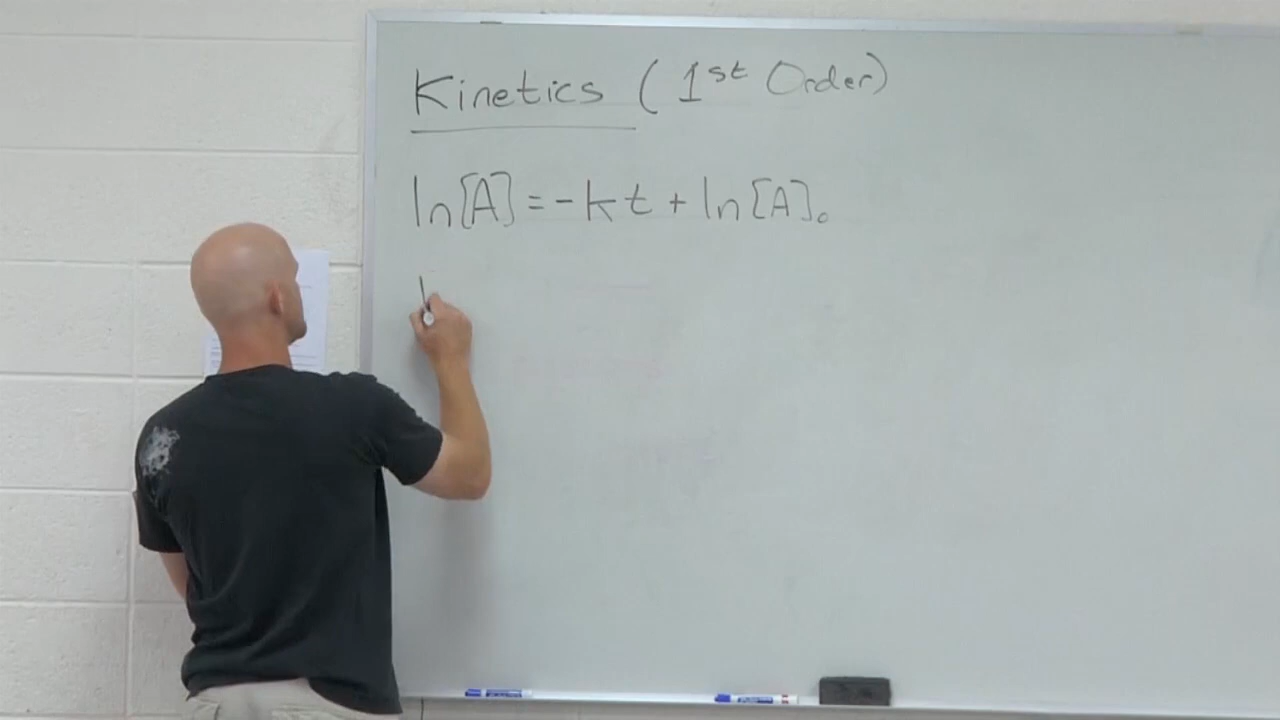 Kinetics (1st Order)
ln[A] = -kt + ln[A]₀